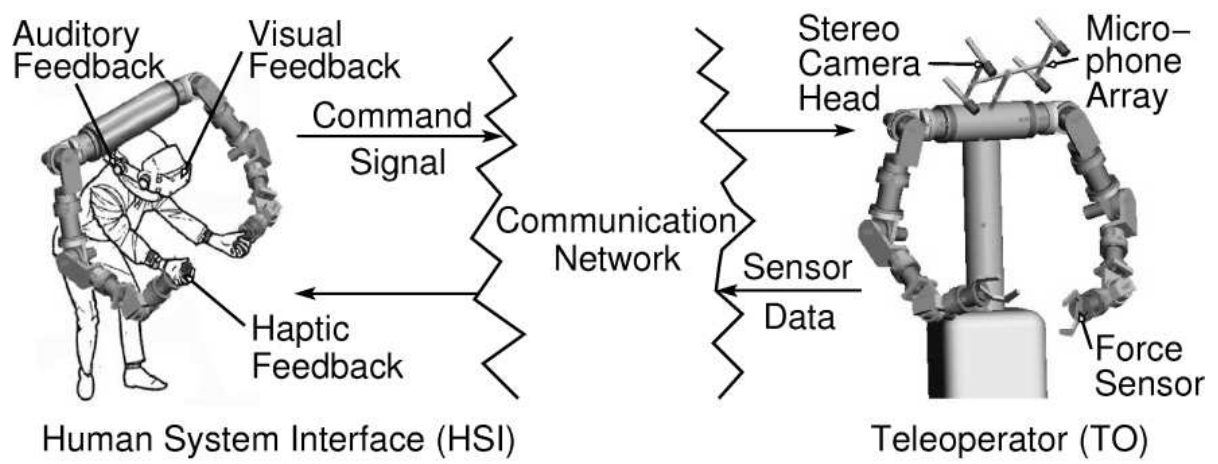 Auditory
Feedback
Visual
Feedback
Command
Signal
Haptic
Feedback
Communication
Network
Stereo
Camera
Head
Micro–
phone
Array
Sensor
Data
Force
Sensor
Human System Interface (HSI)
Teleoperator (TO)